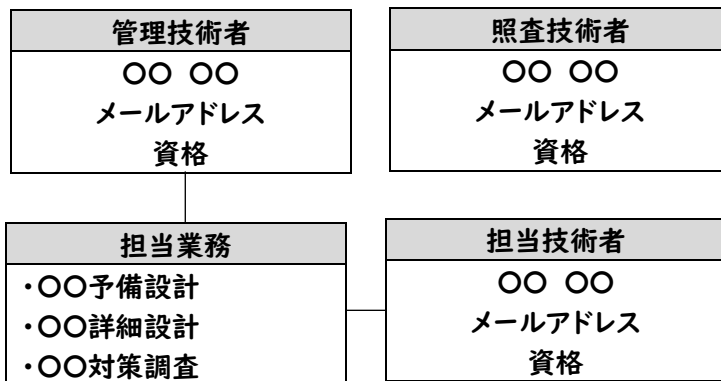 管理技術者
〇〇 〇〇
メールアドレス
資格
照査技術者
〇〇 〇〇
メールアドレス
資格
担当業務
・〇〇予備設計
・〇〇詳細設計
・〇〇対策調査
担当技術者
〇〇 〇〇
メールアドレス
資格